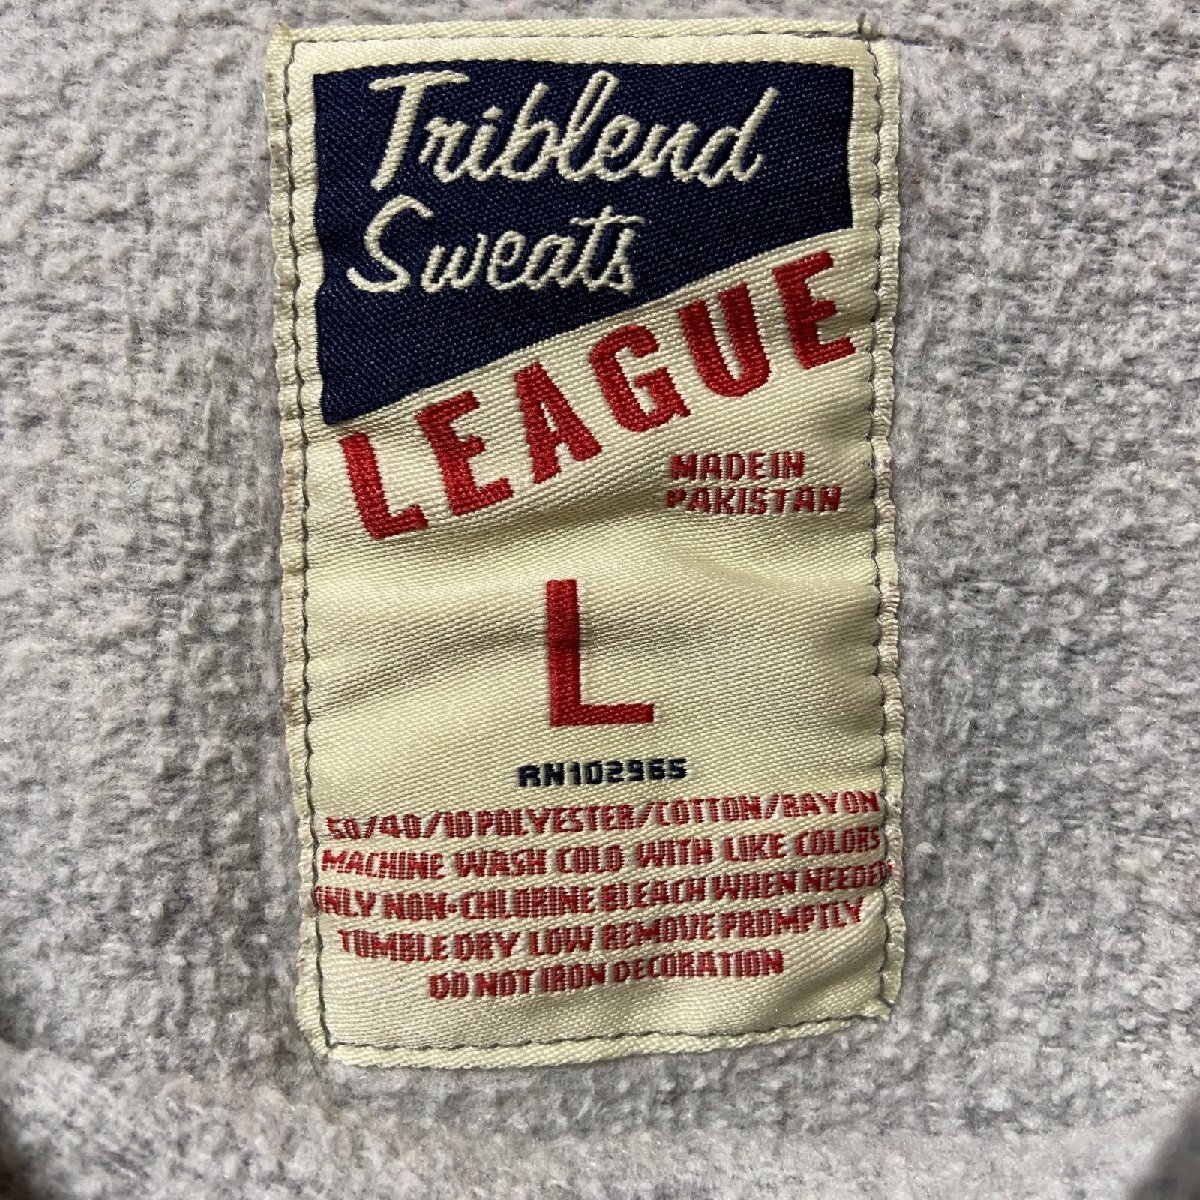 Triblend
Sweats
LEAGUE
MADE IN
PAKISTAN
L
RN102965
50/40/10 POLYESTER/COTTON/RAYON
MACHINE WASH COLD WITH LIKE COLORS
ONLY NON-CHLORINE BLEACH WHEN NEEDED
TUMBLE DRY LOW REMOVE PROMPTLY
DO NOT IRON DECORATION